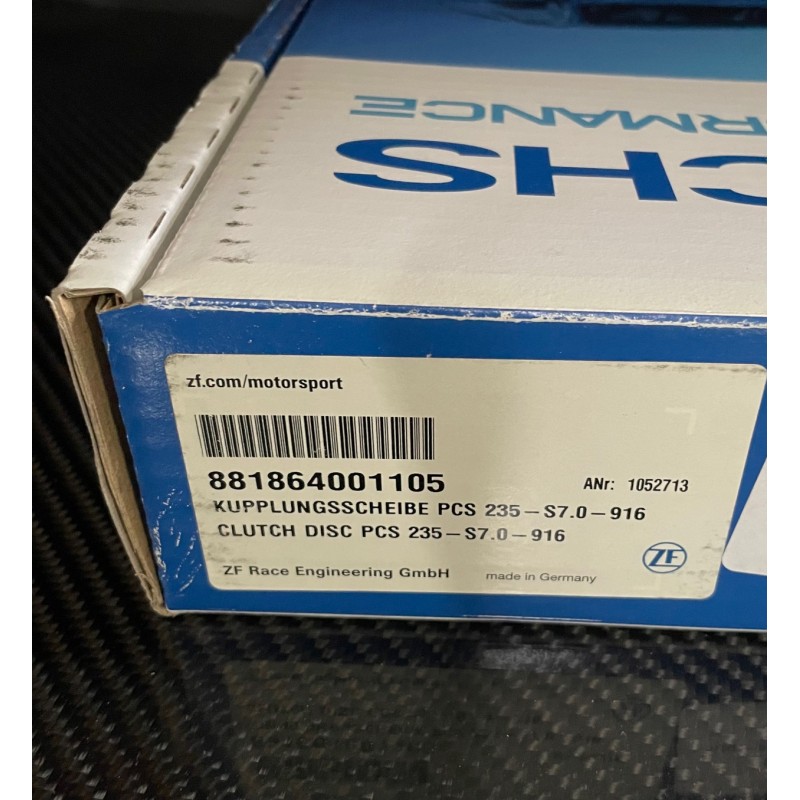 RMANCE
CHS
zf.com/motorsport
881864001105
ANr: 1052713
KUPPLUNGSSCHEIBE PCS 235-S7.0-916
CLUTCH DISC PCS 235-S7.0-916
ZF Race Engineering GmbH
made in Germany
ZF